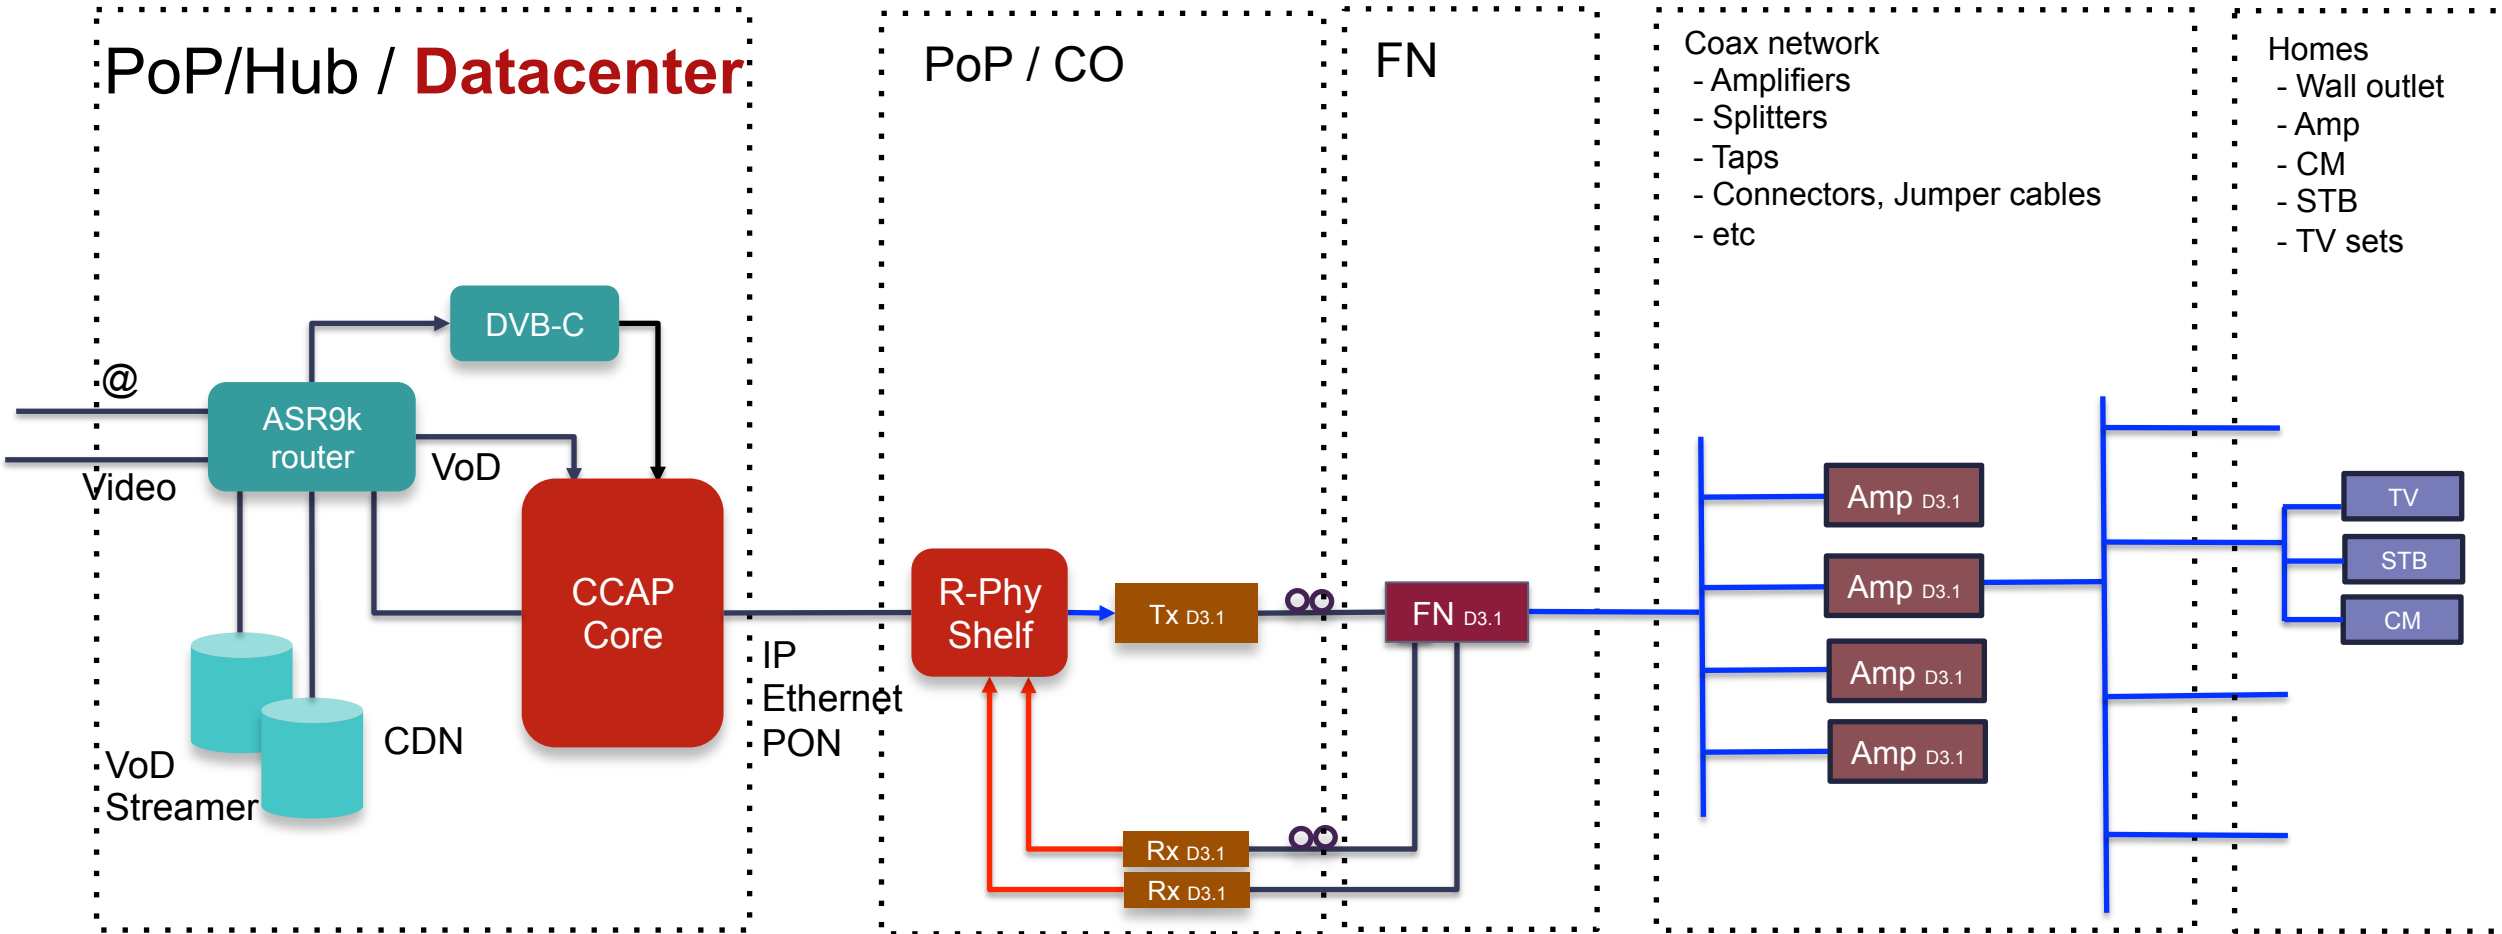 PoP/Hub / Datacenter
PoP / CO
FN
Coax network
- Amplifiers
- Splitters
- Taps
- Connectors, Jumper cables
- etc
Homes
- Wall outlet
- Amp
- CM
- STB
- TV sets
DVB-C
@
ASR9k
router
Video
VoD
CCAP
Core
VoD
Streamer
CDN
IP
Ethernet
PON
R-Phy
Shelf
Tx D3.1
FN D3.1
Rx D3.1
Rx D3.1
Amp D3.1
Amp D3.1
Amp D3.1
Amp D3.1
TV
STB
CM